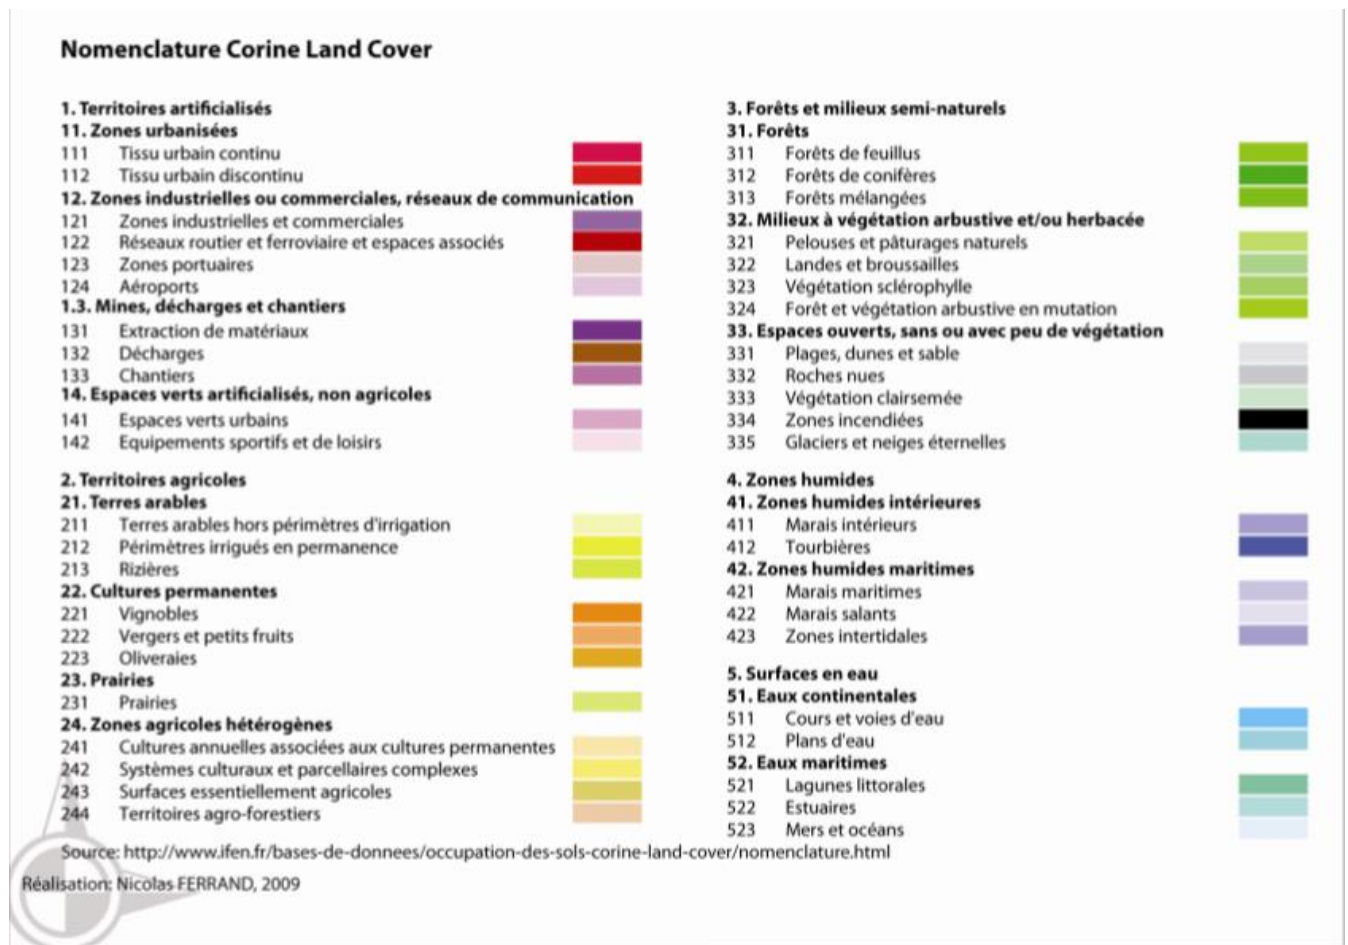 Nomenclature Corine Land Cover
1. Territoires artificialisés
11. Zones urbanisées
111 Tissu urbain continu
112 Tissu urbain discontinu
12. Zones industrielles ou commerciales, réseaux de communication
121 Zones industrielles et commerciales
122 Réseaux routier et ferroviaire et espaces associés
123 Zones portuaires
124 Aéroports
1.3. Mines, décharges et chantiers
131 Extraction de matériaux
132 Décharges
133 Chantiers
14. Espaces verts artificialisés, non agricoles
141 Espaces verts urbains
142 Equipements sportifs et de loisirs
2. Territoires agricoles
21. Terres arables
211 Terres arables hors périmètres d'irrigation
212 Périmètres irrigués en permanence
213 Rizières
22. Cultures permanentes
221 Vignobles
222 Vergers et petits fruits
223 Oliveraies
23. Prairies
231 Prairies
24. Zones agricoles hétérogènes
241 Cultures annuelles associées aux cultures permanentes
242 Systèmes culturaux et parcellaires complexes
243 Surfaces essentiellement agricoles
244 Territoires agro-forestiers
3. Forêts et milieux semi-naturels
31. Forêts
311 Forêts de feuillus
312 Forêts de conifères
313 Forêts mélangées
32. Milieux à végétation arbustive et/ou herbacée
321 Pelouses et pâturages naturels
322 Landes et broussailles
323 Végétation sclérophylle
324 Forêt et végétation arbustive en mutation
33. Espaces ouverts, sans ou avec peu de végétation
331 Plages, dunes et sable
332 Roches nues
333 Végétation clairsemée
334 Zones incendiées
335 Glaciers et neiges éternelles
4. Zones humides
41. Zones humides intérieures
411 Marais intérieurs
412 Tourbières
42. Zones humides maritimes
421 Marais maritimes
422 Marais salants
423 Zones intertidales
5. Surfaces en eau
51. Eaux continentales
511 Cours et voies d'eau
512 Plans d'eau
52. Eaux maritimes
521 Lagunes littorales
522 Estuaires
523 Mers et océans
Source: http://www.ifen.fr/bases-de-donnees/occupation-des-sols-corine-land-cover/nomenclature.html
Réalisation: Nicolas FERRAND, 2009